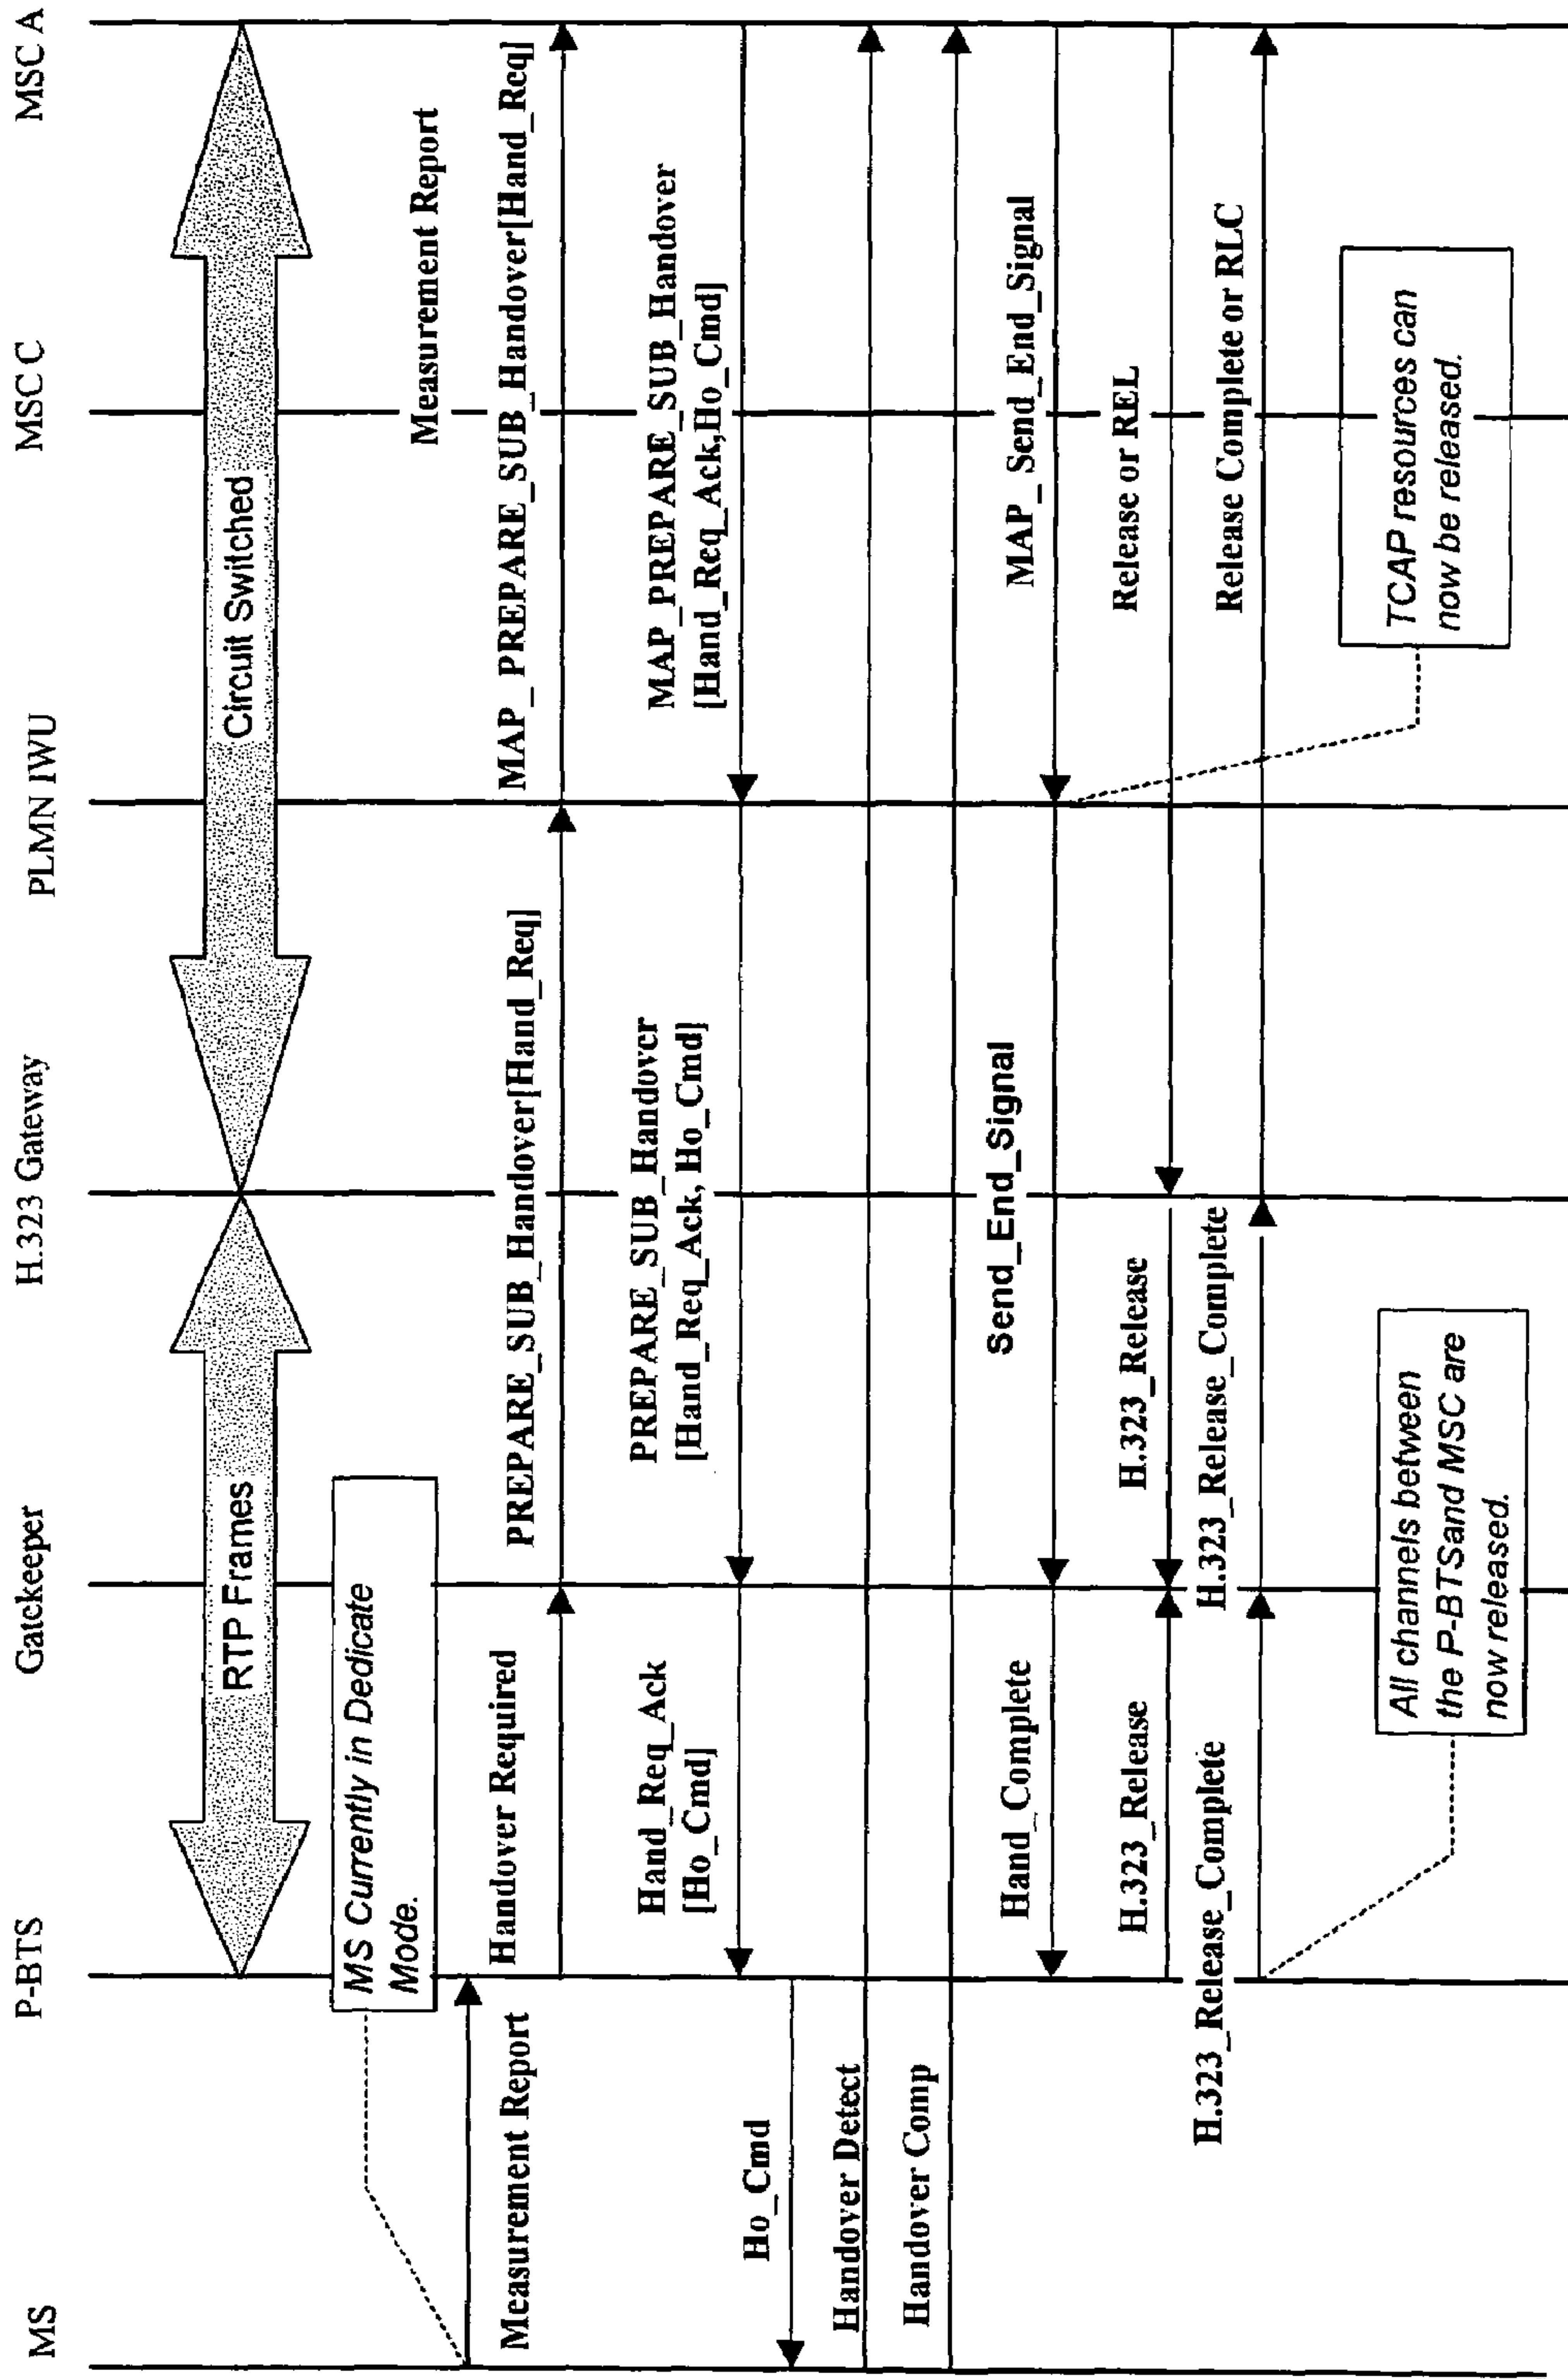 MS
P-BTS
Gatekeeper
H.323 Gateway
PLMN IWU
MSC C
MSC A
RTP Frames
Circuit Switched
MS Currently in Dedicate
Mode.
Measurement Report
Measurement Report
Handover Required
PREPARE_SUB_Handover[Hand_Req]
MAP_PREPARE_SUB_Handover[Hand_Req]
Hand_Req_Ack
[Ho_Cmd]
PREPARE_SUB_Handover
[Hand_Req_Ack, Ho_Cmd]
MAP_PREPARE_SUB_Handover
[Hand_Req_Ack,Ho_Cmd]
Ho_Cmd
Handover Detect
Handover Comp
Hand_Complete
Send_End_Signal
MAP_Send_End_Signal
H.323_Release
H.323_Release
Release or REL
H.323_Release_Complete
H.323_Release_Complete
Release Complete or RLC
All channels between
the P-BTSand MSC are
now released.
TCAP resources can
now be released.